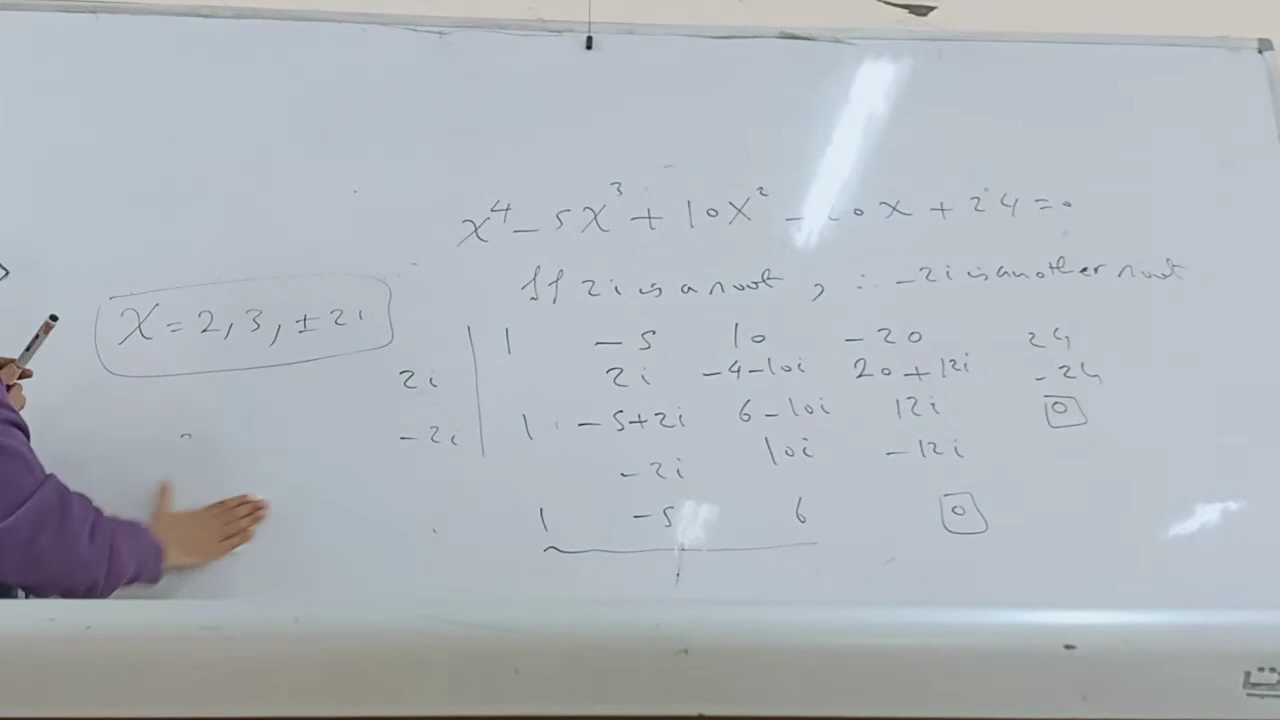 x⁴ - 5x³ + 10x² - 20x + 24 = 0
If 2i is a root, ∴ -2i is another root
x = 2, 3, ± 2i
1 -5 10 -20 24
2i 2i -4-10i 20+12i -24
-2i 1 -5+2i 6-10i 12i 0
-2i 10i -12i
1 -5 6 0